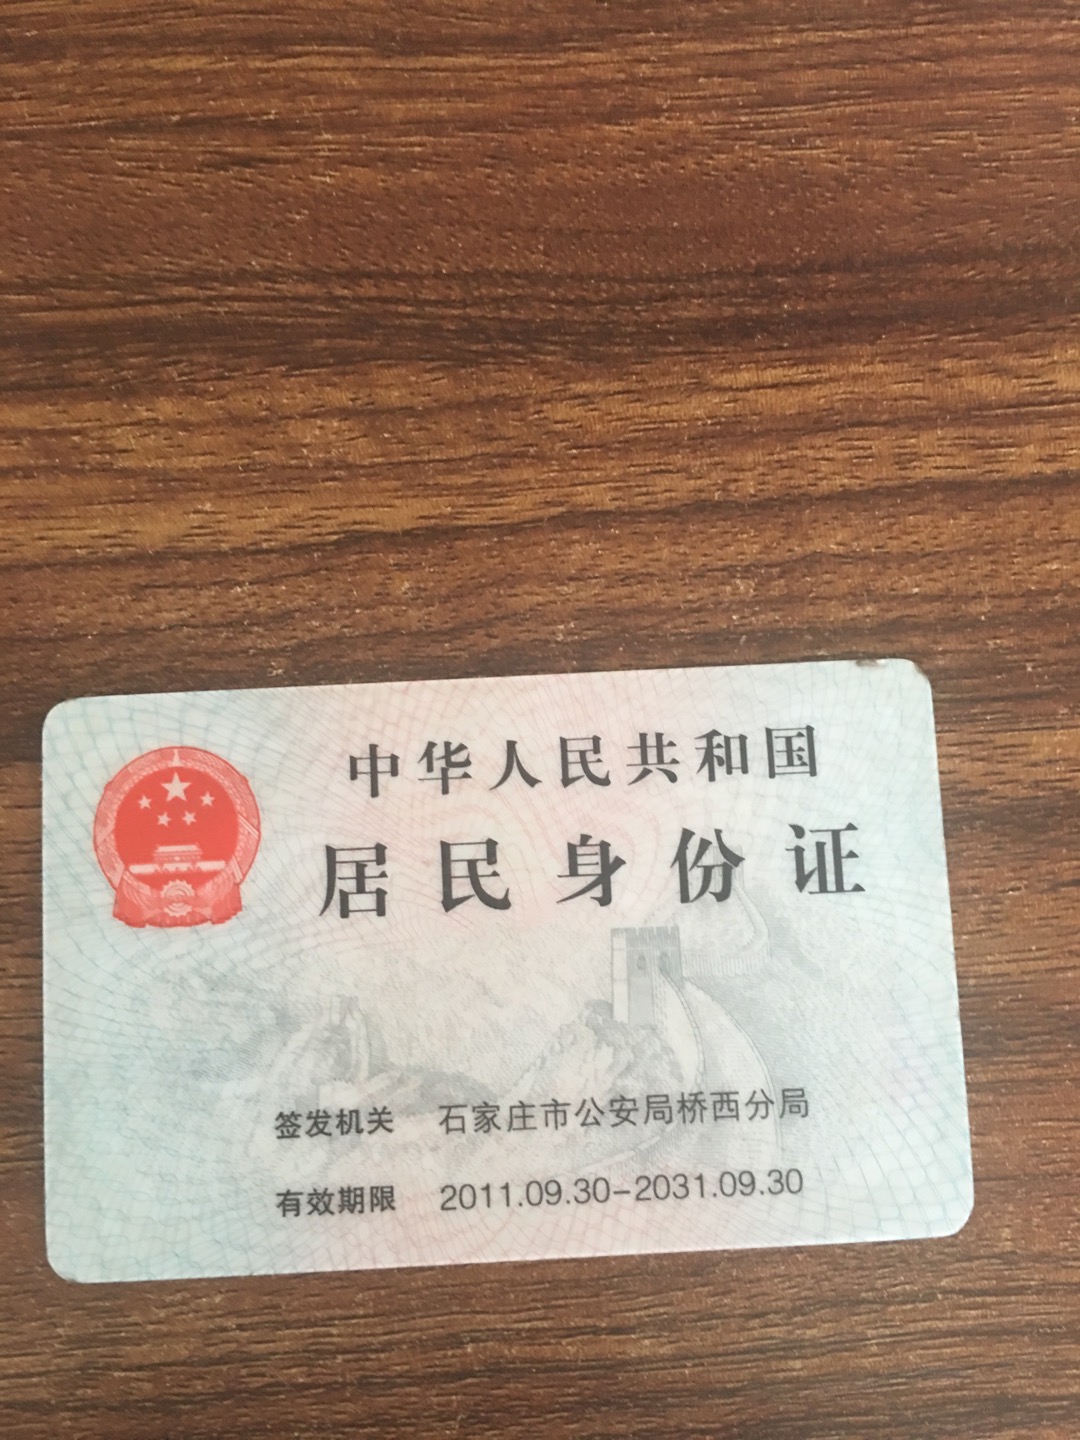 中华人民共和国
居民身份证
签发机关 石家庄市公安局桥西分局
有效期限 2011.09.30-2031.09.30